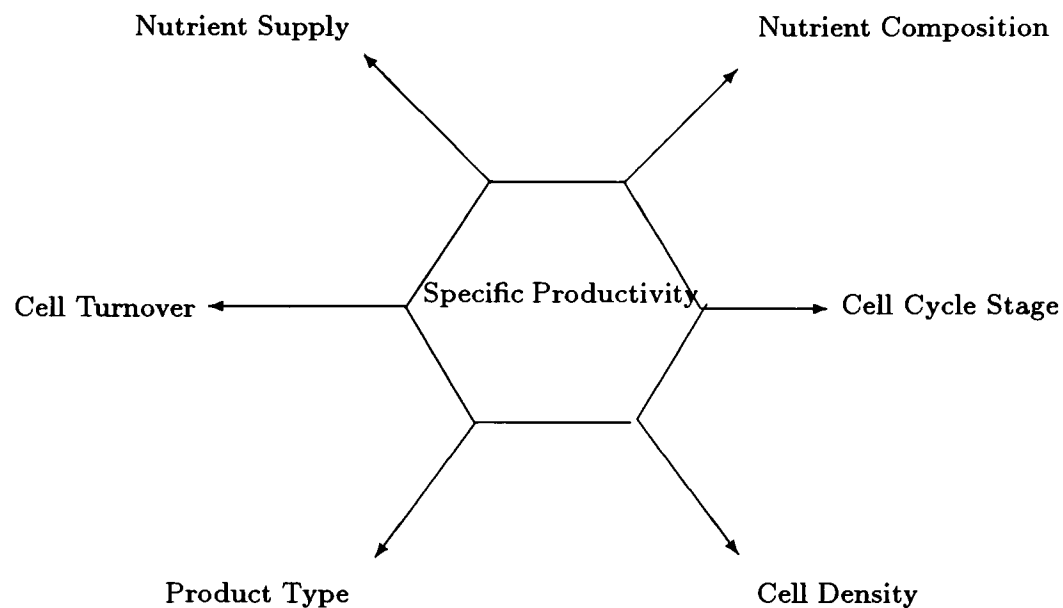 Nutrient Supply
Nutrient Composition
Cell Turnover
Specific Productivity
Cell Cycle Stage
Product Type
Cell Density